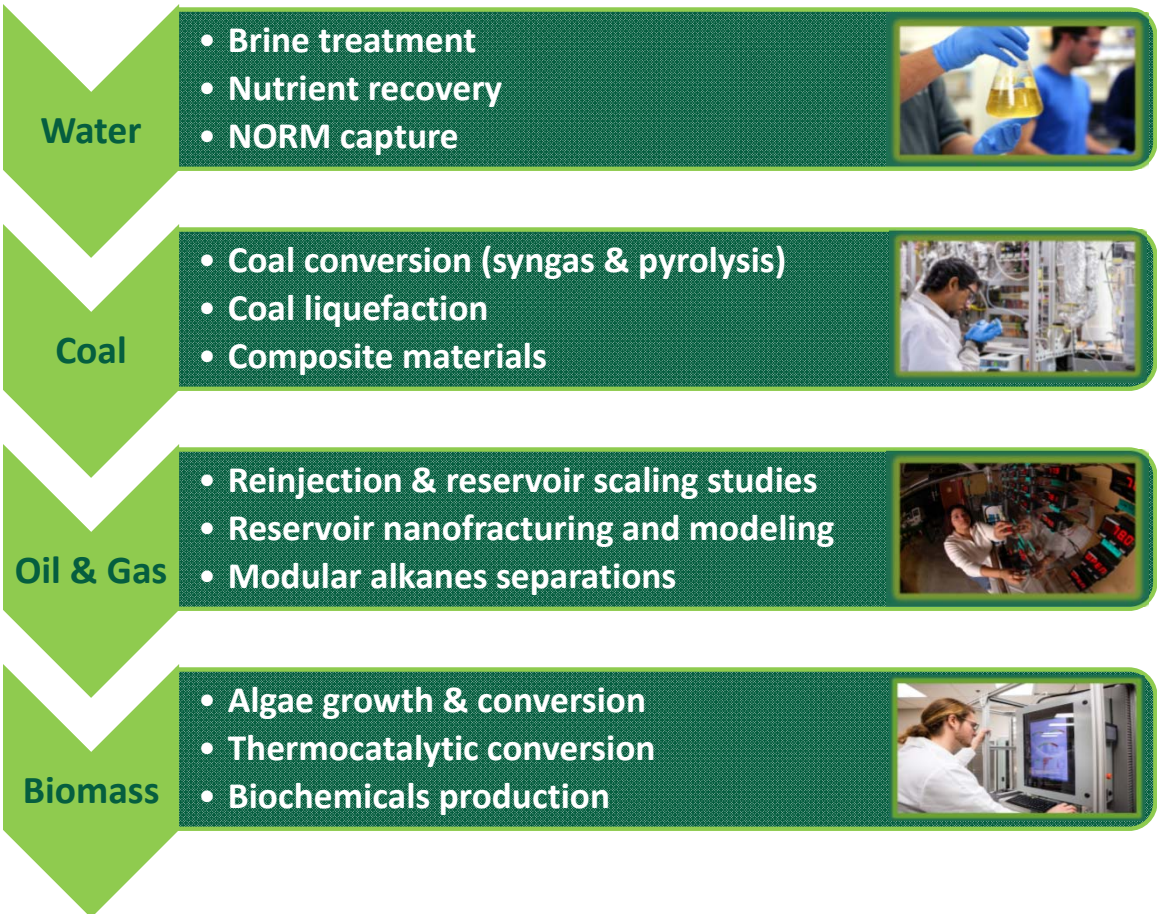 Water
• Brine treatment
• Nutrient recovery
• NORM capture
Coal
• Coal conversion (syngas & pyrolysis)
• Coal liquefaction
• Composite materials
Oil & Gas
• Reinjection & reservoir scaling studies
• Reservoir nanofracturing and modeling
• Modular alkanes separations
Biomass
• Algae growth & conversion
• Thermocatalytic conversion
• Biochemicals production